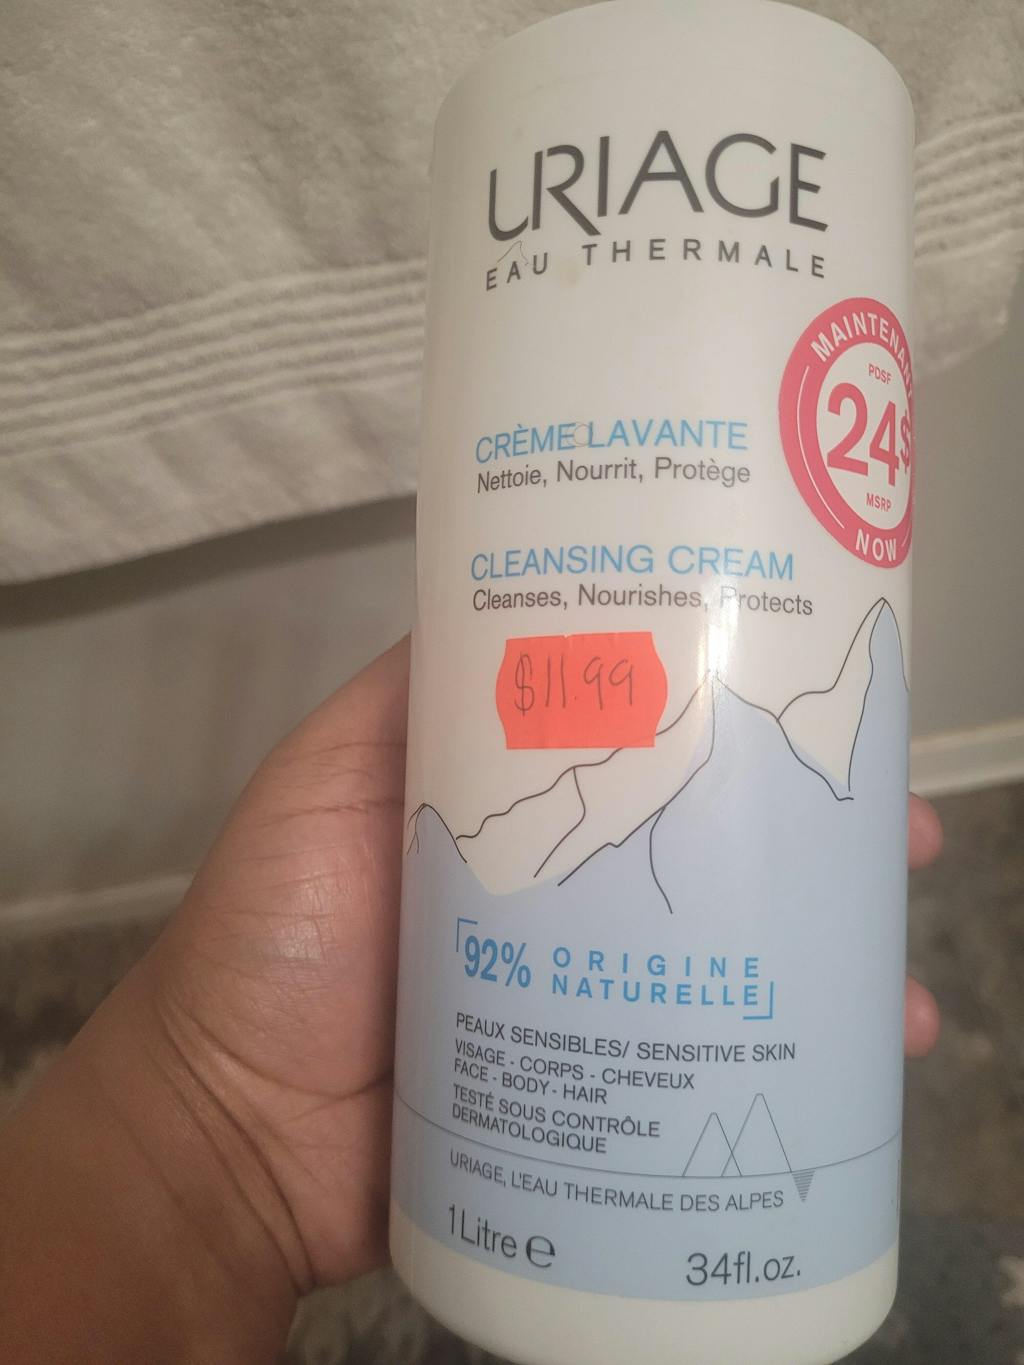 URIAGE
EAU THERMALE
MAINTENANT
PDSF
24$
MSRP
NOW
CRÈME LAVANTE
Nettoie, Nourrit, Protège
CLEANSING CREAM
Cleanses, Nourishes, Protects
$11.99
92% ORIGINE
NATURELLE
PEAUX SENSIBLES/ SENSITIVE SKIN
VISAGE - CORPS - CHEVEUX
FACE - BODY - HAIR
TESTÉ SOUS CONTRÔLE
DERMATOLOGIQUE
URIAGE, L'EAU THERMALE DES ALPES
1 Litre ℮
34fl.oz.